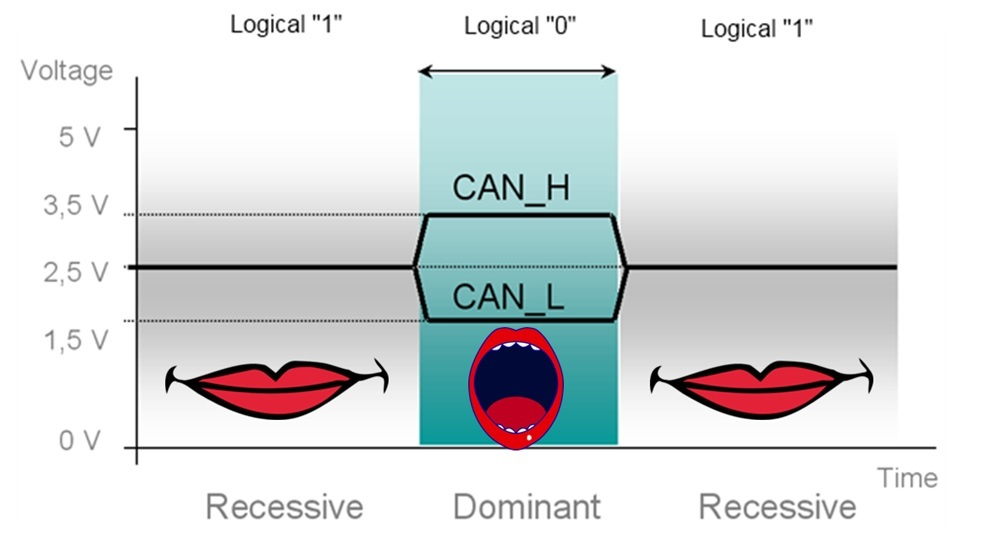 Logical "1"
Logical "0"
Logical "1"
Voltage
5 V
CAN_H
3,5 V
2,5 V
CAN_L
1,5 V
0 V
Time
Recessive
Dominant
Recessive